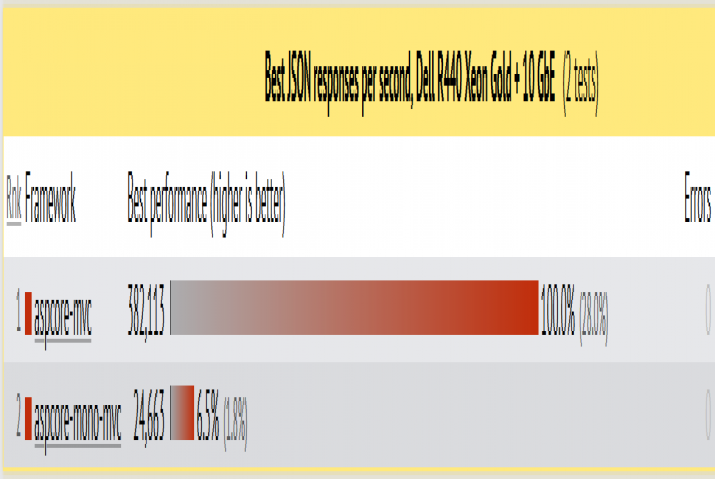 Best JSON responses per second, Dell R440 Xeon Gold + 10 GbE (2 tests)
Rnk Framework Best performance (higher is better) Errors
1 aspcore-mvc 382,113 100.0% (28.0%) 0
2 aspcore-mono-mvc 24,663 6.5% (1.8%) 0